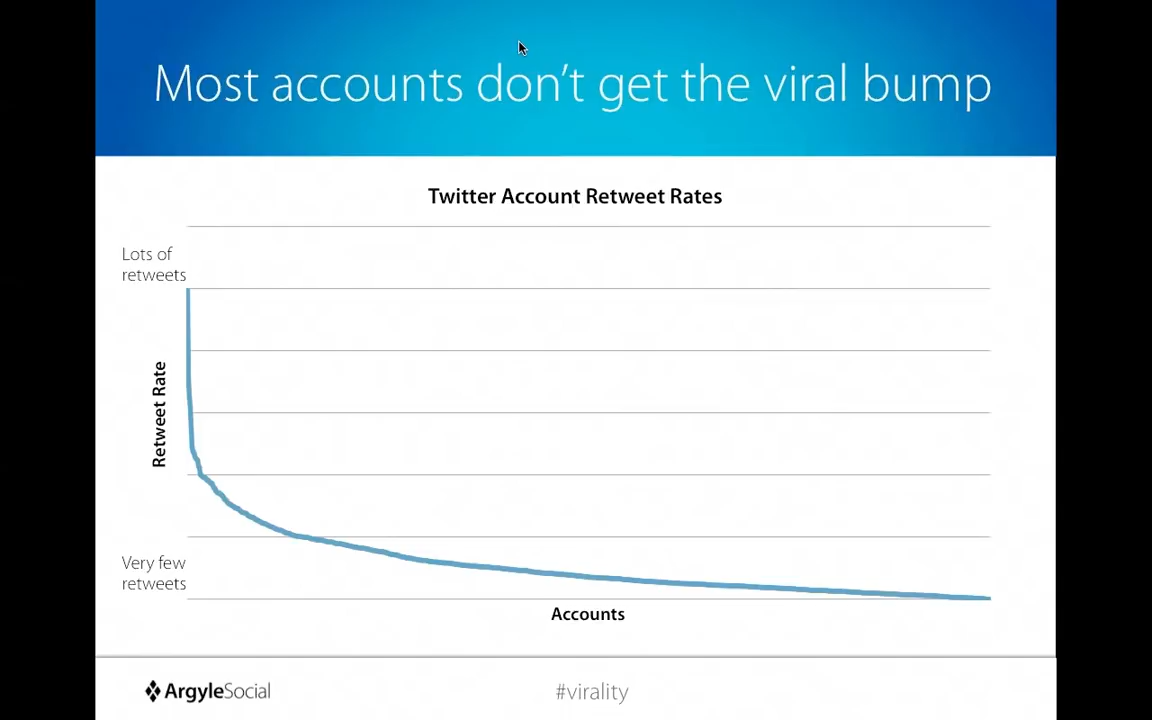 Most accounts don't get the viral bump
Twitter Account Retweet Rates
Lots of
retweets
Retweet Rate
Very few
retweets
Accounts
ArgyleSocial
#virality